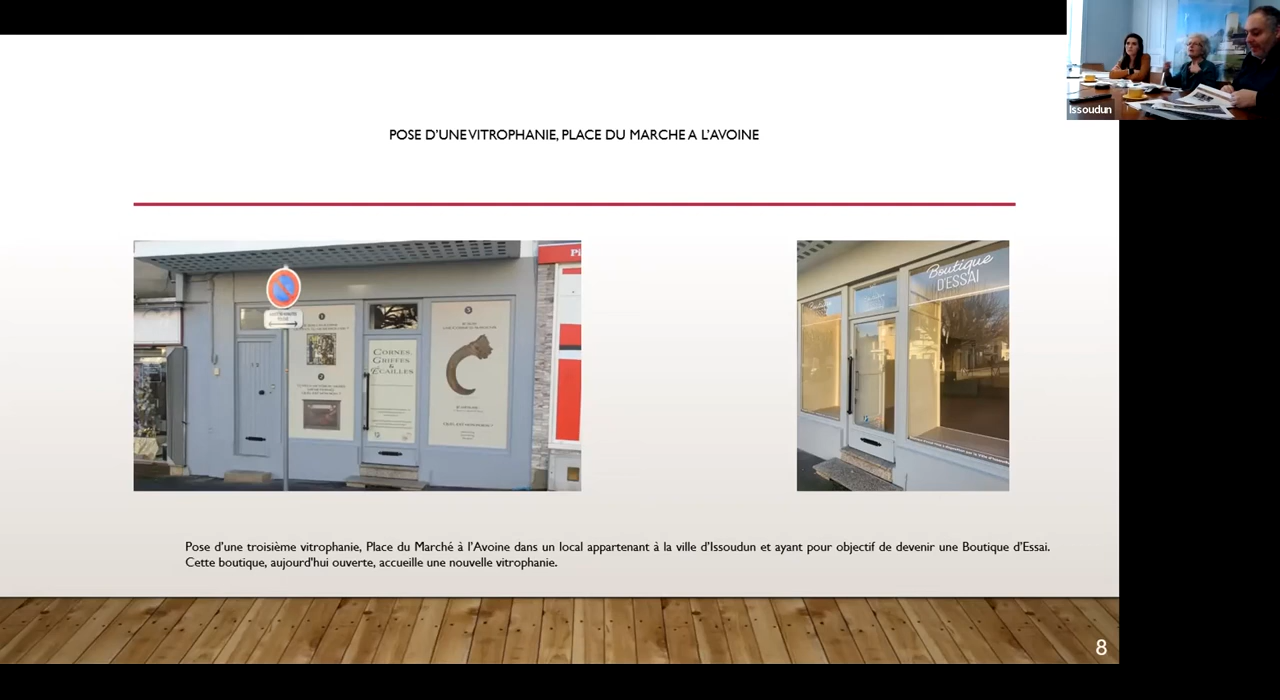 Issoudun
POSE D'UNE VITROPHANIE, PLACE DU MARCHE A L'AVOINE
CORNES,
GRIFFES
&
ÉCAILLES
Boutique
D'ESSAI
Pose d'une troisième vitrophanie, Place du Marché à l'Avoine dans un local appartenant à la ville d'Issoudun et ayant pour objectif de devenir une Boutique d'Essai.
Cette boutique, aujourd'hui ouverte, accueille une nouvelle vitrophanie.
8